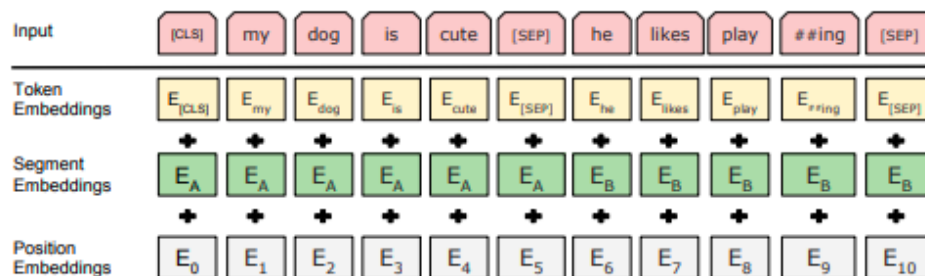 Input [CLS] my dog is cute [SEP] he likes play ##ing [SEP]
Token
Embeddings E[CLS] Emy Edog Eis Ecute E[SEP] Ehe Elikes Eplay E##ing E[SEP]
+ + + + + + + + + + +
Segment
Embeddings EA EA EA EA EA EA EB EB EB EB EB
+ + + + + + + + + + +
Position
Embeddings E0 E1 E2 E3 E4 E5 E6 E7 E8 E9 E10